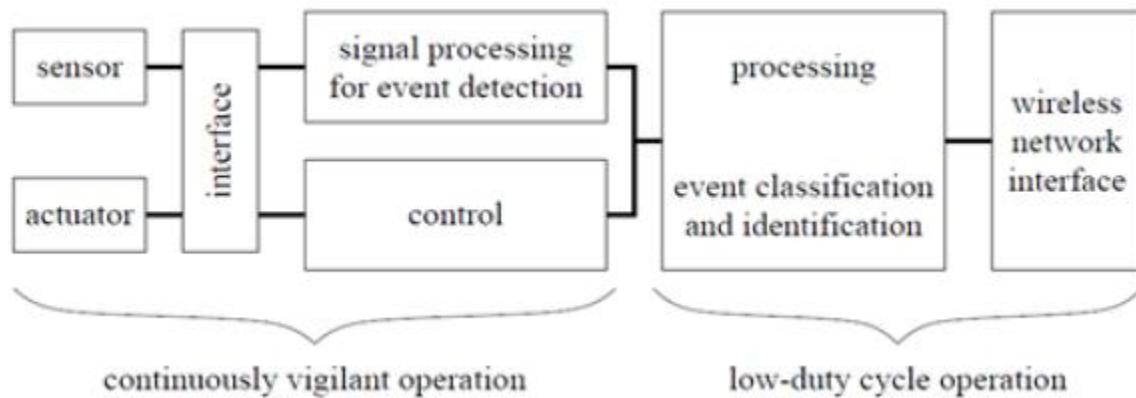 sensor
actuator
interface
signal processing
for event detection
control
processing
event classification
and identification
wireless
network
interface
continuously vigilant operation
low-duty cycle operation